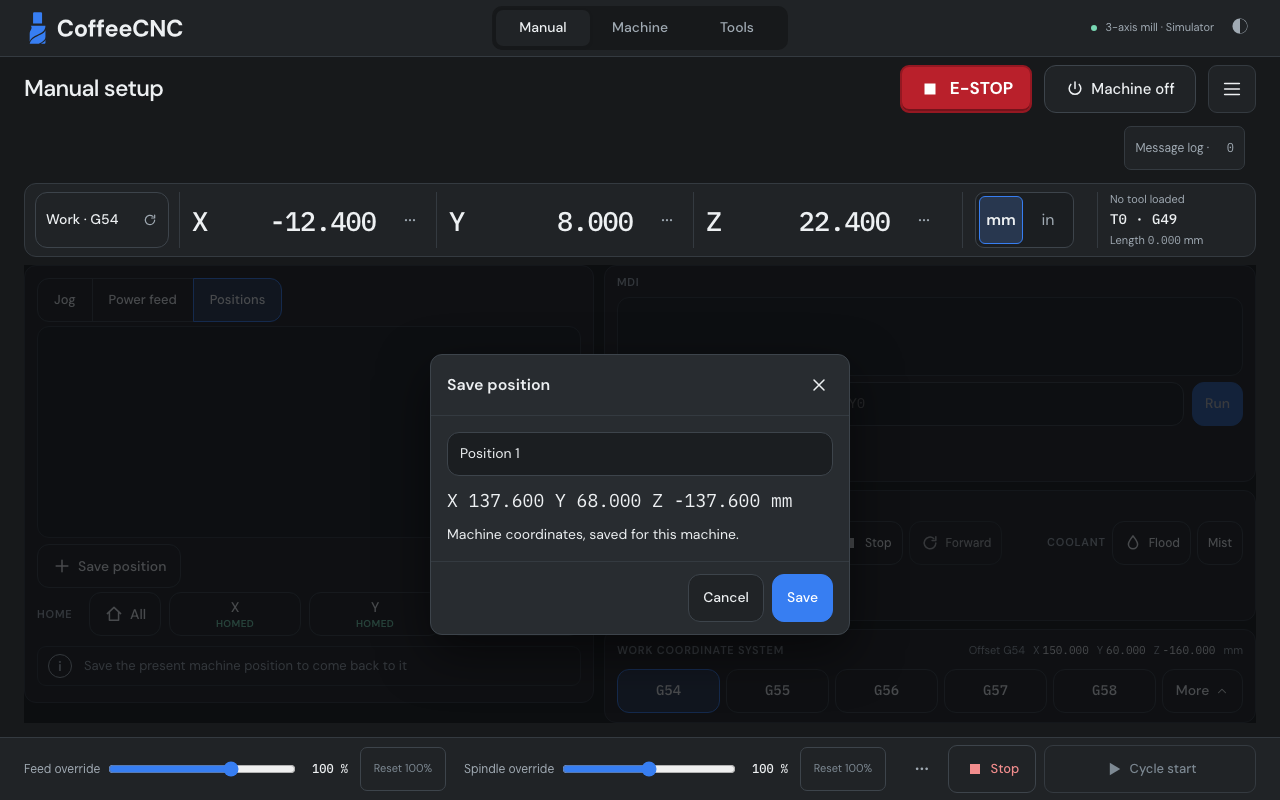 CoffeeCNC
Manual
Machine
Tools
3-axis mill · Simulator
Manual setup
E-STOP
Machine off
Message log · 0
Work · G54
X -12.400 ···
Y 8.000 ···
Z 22.400 ···
mm
in
No tool loaded
T0 · G49
Length 0.000 mm
Jog
Power feed
Positions
MDI
Save position
Position 1
X 137.600 Y 68.000 Z -137.600 mm
Machine coordinates, saved for this machine.
Cancel
Save
Y0
Run
Stop
Forward
COOLANT
Flood
Mist
Save position
HOME
All
X
HOMED
Y
HOMED
Save the present machine position to come back to it
WORK COORDINATE SYSTEM
Offset G54 X 150.000 Y 60.000 Z -160.000 mm
G54
G55
G56
G57
G58
More
Feed override
100 %
Reset 100%
Spindle override
100 %
Reset 100%
···
Stop
Cycle start